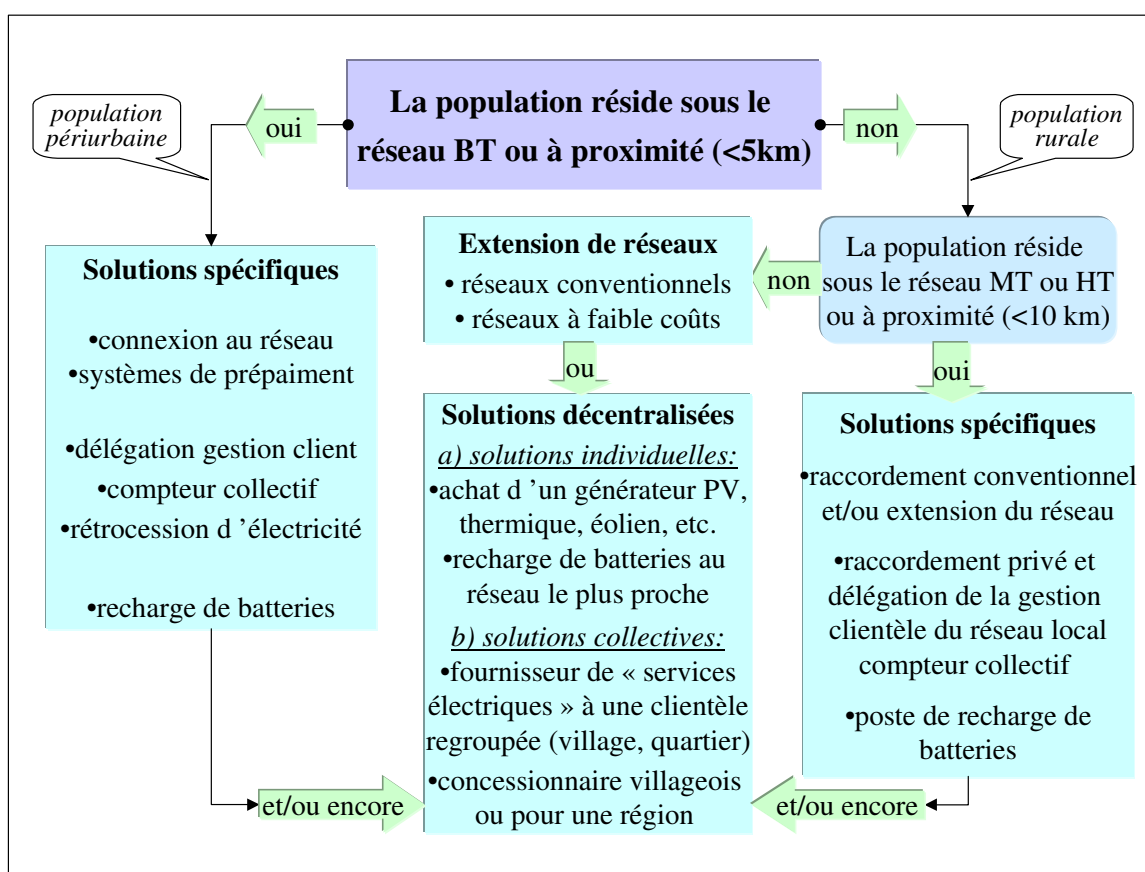 La population réside sous le
réseau BT ou à proximité (<5km)
oui
non
population
périurbaine
population
rurale
Solutions spécifiques
•connexion au réseau
•systèmes de prépaiment
•délégation gestion client
•compteur collectif
•rétrocession d ’électricité
•recharge de batteries
Extension de réseaux
• réseaux conventionnels
• réseaux à faible coûts
non
La population réside
sous le réseau MT ou HT
ou à proximité (<10 km)
ou
oui
Solutions décentralisées
a) solutions individuelles:
•achat d ’un générateur PV,
thermique, éolien, etc.
•recharge de batteries au
réseau le plus proche
b) solutions collectives:
•fournisseur de « services
électriques » à une clientèle
regroupée (village, quartier)
•concessionnaire villageois
ou pour une région
Solutions spécifiques
•raccordement conventionnel
et/ou extension du réseau
•raccordement privé et
délégation de la gestion
clientèle du réseau local
compteur collectif
•poste de recharge de
batteries
et/ou encore
et/ou encore